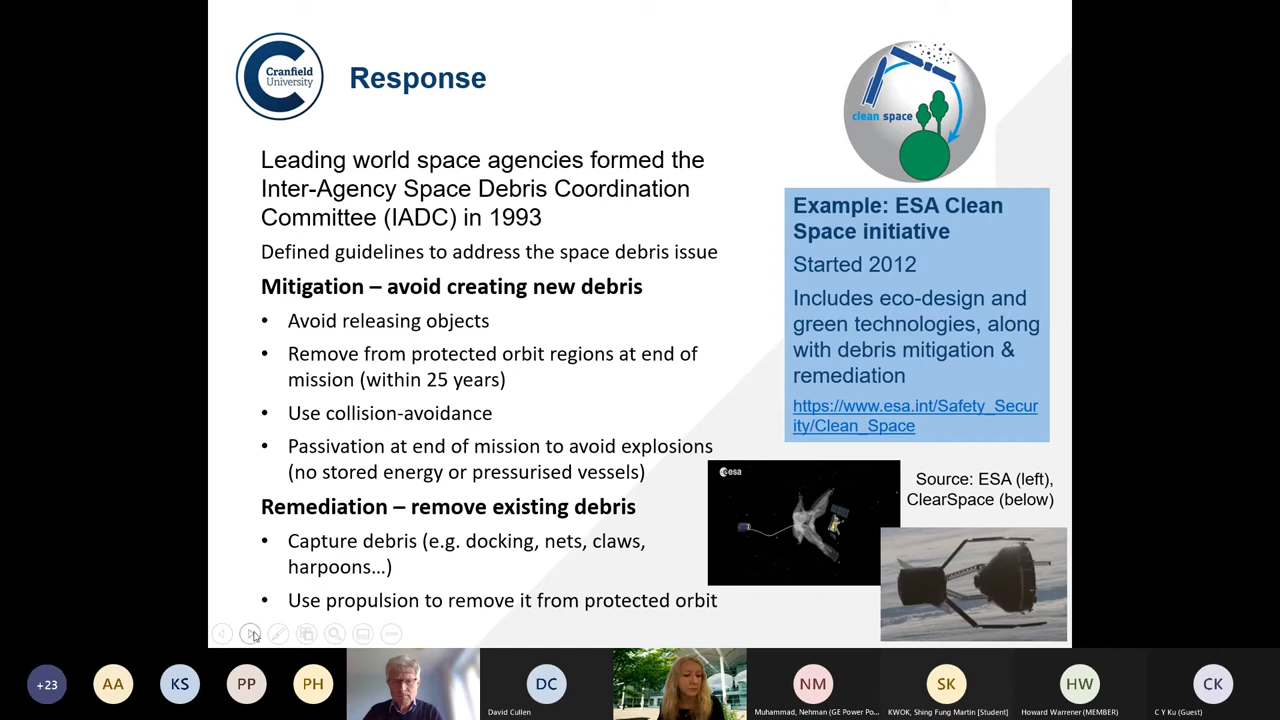 Cranfield
University
Response
clean space
Leading world space agencies formed the
Inter-Agency Space Debris Coordination
Committee (IADC) in 1993
Defined guidelines to address the space debris issue
Mitigation – avoid creating new debris
• Avoid releasing objects
• Remove from protected orbit regions at end of
mission (within 25 years)
• Use collision-avoidance
• Passivation at end of mission to avoid explosions
(no stored energy or pressurised vessels)
Remediation – remove existing debris
• Capture debris (e.g. docking, nets, claws,
harpoons…)
• Use propulsion to remove it from protected orbit
Example: ESA Clean
Space initiative
Started 2012
Includes eco-design and
green technologies, along
with debris mitigation &
remediation
https://www.esa.int/Safety_Secur
ity/Clean_Space
esa
Source: ESA (left),
ClearSpace (below)
+23
AA
KS
PP
PH
DC
David Cullen
NM
Muhammad, Nehman (GE Power Po...
SK
KWOK, Shing Fung Martin [Student]
HW
Howard Warrener (MEMBER)
CK
C Y Ku (Guest)